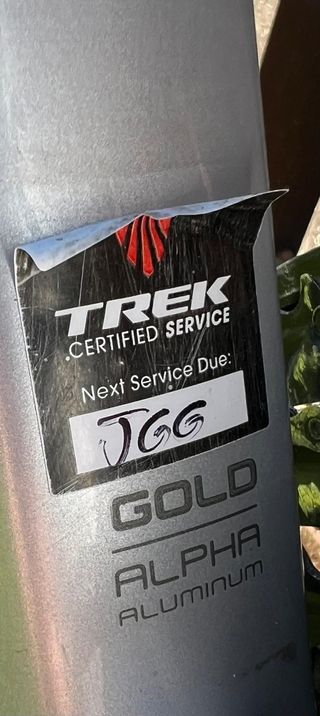 TREK
CERTIFIED SERVICE
Next Service Due:
JGG
GOLD
ALPHA
ALUMINUM